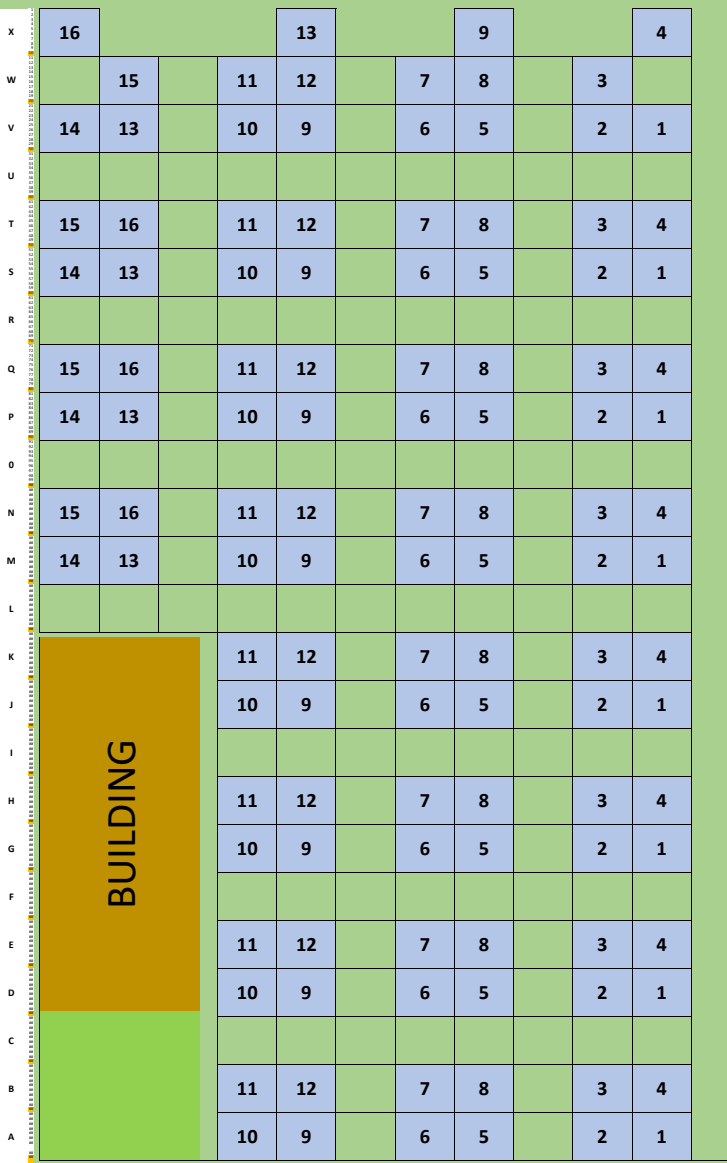 X 16 13 9 4
W 15 11 12 7 8 3
V 14 13 10 9 6 5 2 1
U
T 15 16 11 12 7 8 3 4
S 14 13 10 9 6 5 2 1
R
Q 15 16 11 12 7 8 3 4
P 14 13 10 9 6 5 2 1
0
N 15 16 11 12 7 8 3 4
M 14 13 10 9 6 5 2 1
L
K 11 12 7 8 3 4
J 10 9 6 5 2 1
I
BUILDING
H 11 12 7 8 3 4
G 10 9 6 5 2 1
F
E 11 12 7 8 3 4
D 10 9 6 5 2 1
C
B 11 12 7 8 3 4
A 10 9 6 5 2 1